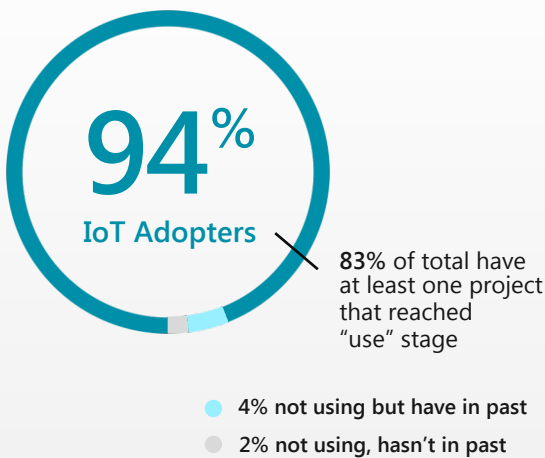 94%
IoT Adopters
83% of total have
at least one project
that reached
“use” stage
4% not using but have in past
2% not using, hasn’t in past